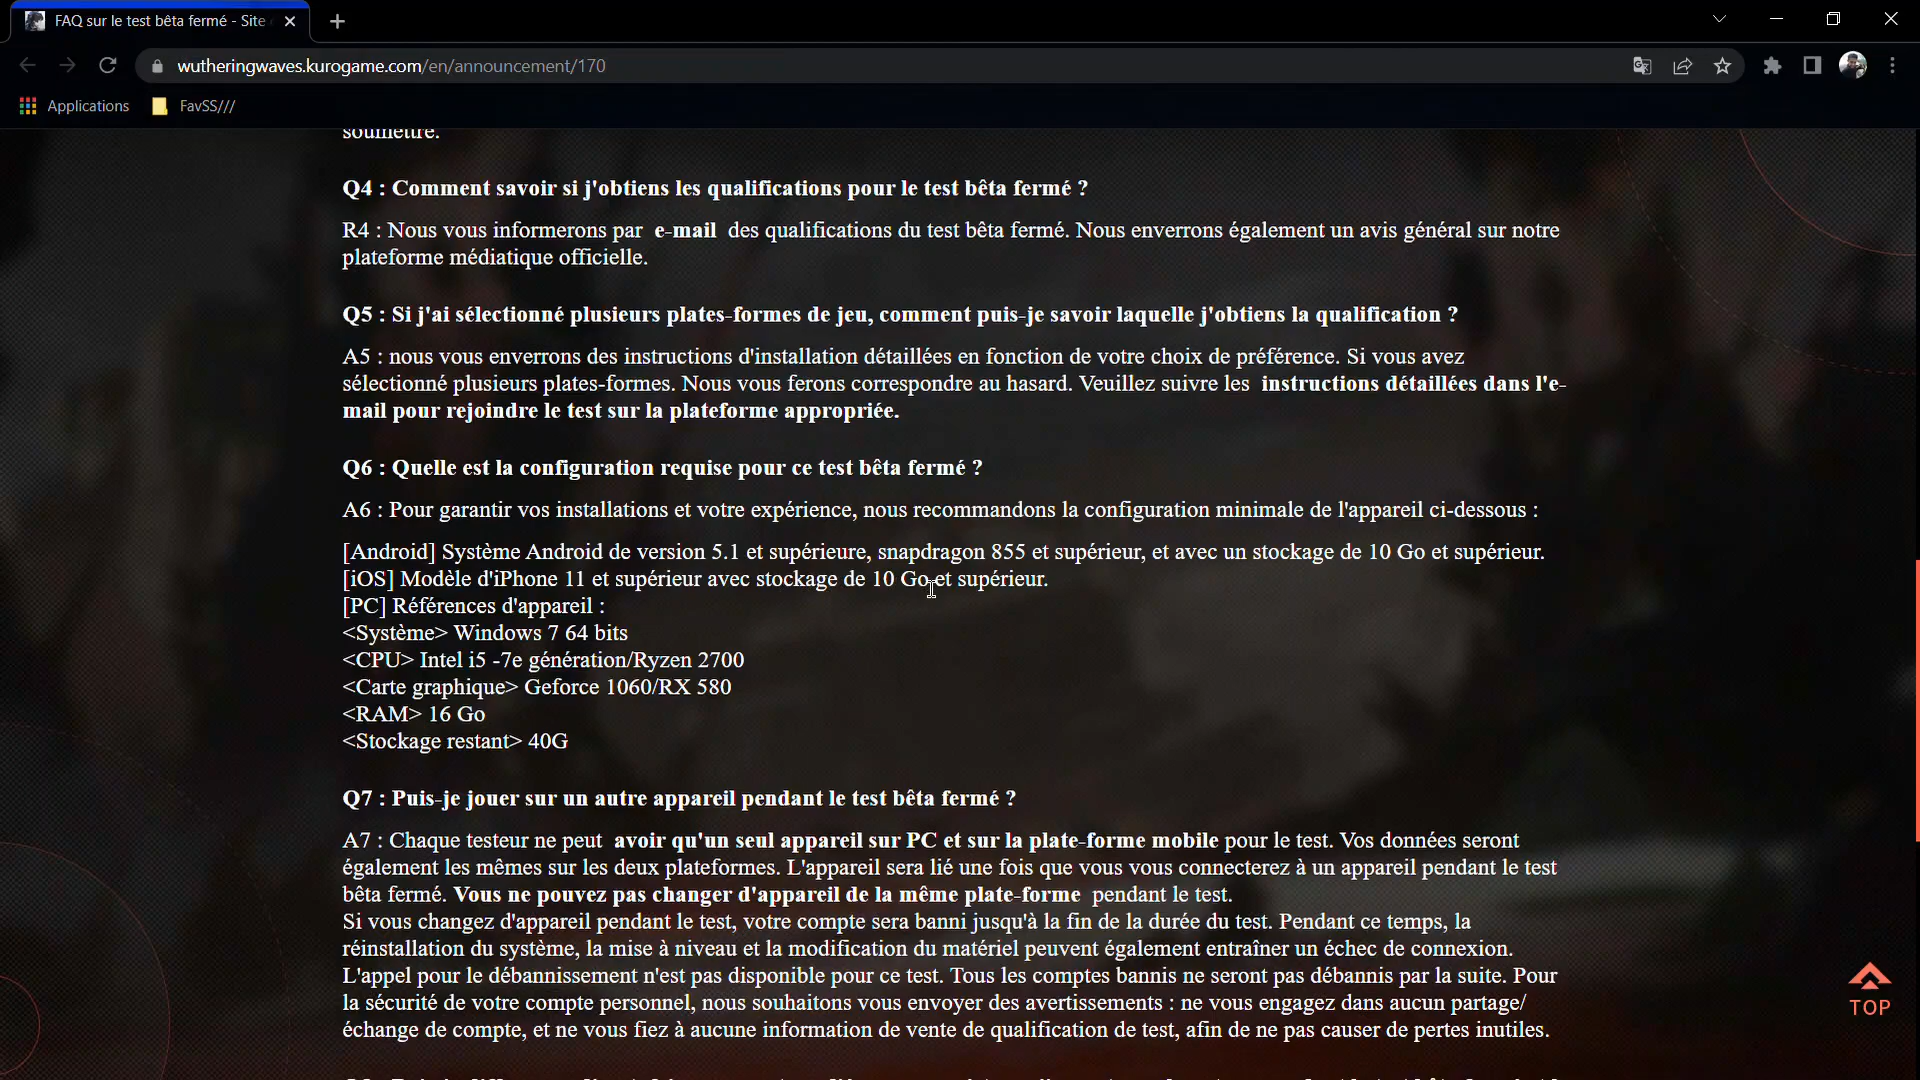 FAQ sur le test bêta fermé - Site
wutheringwaves.kurogame.com/en/announcement/170
Applications
FavSS///
soumettre.
Q4 : Comment savoir si j'obtiens les qualifications pour le test bêta fermé ?
R4 : Nous vous informerons par e-mail des qualifications du test bêta fermé. Nous enverrons également un avis général sur notre
plateforme médiatique officielle.
Q5 : Si j'ai sélectionné plusieurs plates-formes de jeu, comment puis-je savoir laquelle j'obtiens la qualification ?
A5 : nous vous enverrons des instructions d'installation détaillées en fonction de votre choix de préférence. Si vous avez
sélectionné plusieurs plates-formes. Nous vous ferons correspondre au hasard. Veuillez suivre les instructions détaillées dans l'e-
mail pour rejoindre le test sur la plateforme appropriée.
Q6 : Quelle est la configuration requise pour ce test bêta fermé ?
A6 : Pour garantir vos installations et votre expérience, nous recommandons la configuration minimale de l'appareil ci-dessous :
[Android] Système Android de version 5.1 et supérieure, snapdragon 855 et supérieur, et avec un stockage de 10 Go et supérieur.
[iOS] Modèle d'iPhone 11 et supérieur avec stockage de 10 Go et supérieur.
[PC] Références d'appareil :
<Système> Windows 7 64 bits
<CPU> Intel i5 -7e génération/Ryzen 2700
<Carte graphique> Geforce 1060/RX 580
<RAM> 16 Go
<Stockage restant> 40G
Q7 : Puis-je jouer sur un autre appareil pendant le test bêta fermé ?
A7 : Chaque testeur ne peut avoir qu'un seul appareil sur PC et sur la plate-forme mobile pour le test. Vos données seront
également les mêmes sur les deux plateformes. L'appareil sera lié une fois que vous vous connecterez à un appareil pendant le test
bêta fermé. Vous ne pouvez pas changer d'appareil de la même plate-forme pendant le test.
Si vous changez d'appareil pendant le test, votre compte sera banni jusqu'à la fin de la durée du test. Pendant ce temps, la
réinstallation du système, la mise à niveau et la modification du matériel peuvent également entraîner un échec de connexion.
L'appel pour le débannissement n'est pas disponible pour ce test. Tous les comptes bannis ne seront pas débannis par la suite. Pour
la sécurité de votre compte personnel, nous souhaitons vous envoyer des avertissements : ne vous engagez dans aucun partage/
échange de compte, et ne vous fiez à aucune information de vente de qualification de test, afin de ne pas causer de pertes inutiles.
TOP